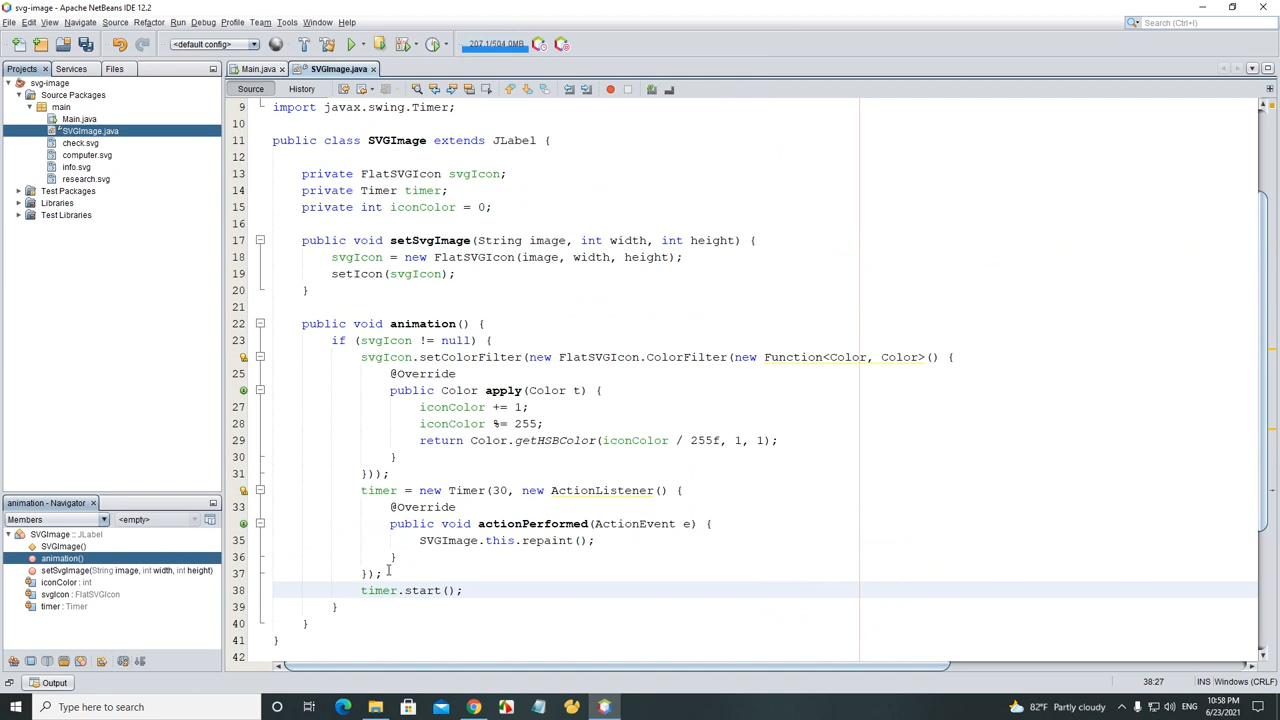 svg-image - Apache NetBeans IDE 12.2
File Edit View Navigate Source Refactor Run Debug Profile Team Tools Window Help
Search (Ctrl+I)
<default config>
207.1/504.0MB
Projects Services Files
Main.java SVGImage.java
Source History
svg-image
Source Packages
main
Main.java
SVGImage.java
check.svg
computer.svg
info.svg
research.svg
Test Packages
Libraries
Test Libraries
9 import javax.swing.Timer;
10
11 public class SVGImage extends JLabel {
12
13 private FlatSVGIcon svgIcon;
14 private Timer timer;
15 private int iconColor = 0;
16
17 public void setSvgImage(String image, int width, int height) {
18 svgIcon = new FlatSVGIcon(image, width, height);
19 setIcon(svgIcon);
20 }
21
22 public void animation() {
23 if (svgIcon != null) {
svgIcon.setColorFilter(new FlatSVGIcon.ColorFilter(new Function<Color, Color>() {
25 @Override
public Color apply(Color t) {
27 iconColor += 1;
28 iconColor %= 255;
29 return Color.getHSBColor(iconColor / 255f, 1, 1);
30 }
31 }));
timer = new Timer(30, new ActionListener() {
33 @Override
public void actionPerformed(ActionEvent e) {
35 SVGImage.this.repaint();
36 }
37 });
38 timer.start();
39 }
40 }
41 }
42
animation - Navigator
Members <empty>
SVGImage :: JLabel
SVGImage()
animation()
setSvgImage(String image, int width, int height)
iconColor : int
svgIcon : FlatSVGIcon
timer : Timer
Output
38:27 INS Windows (CRLF)
Type here to search
82°F Partly cloudy
ENG
10:58 PM
6/23/2021